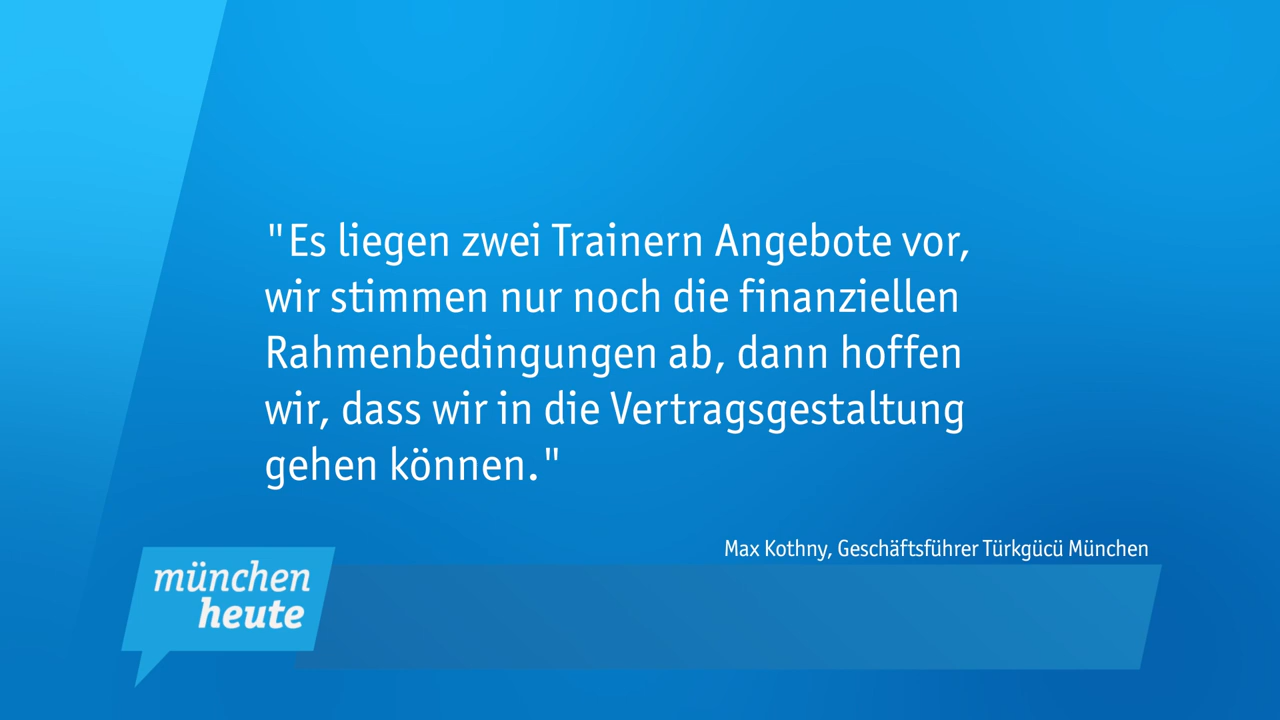 "Es liegen zwei Trainern Angebote vor,
wir stimmen nur noch die finanziellen
Rahmenbedingungen ab, dann hoffen
wir, dass wir in die Vertragsgestaltung
gehen können."
Max Kothny, Geschäftsführer Türkgücü München
münchen
heute